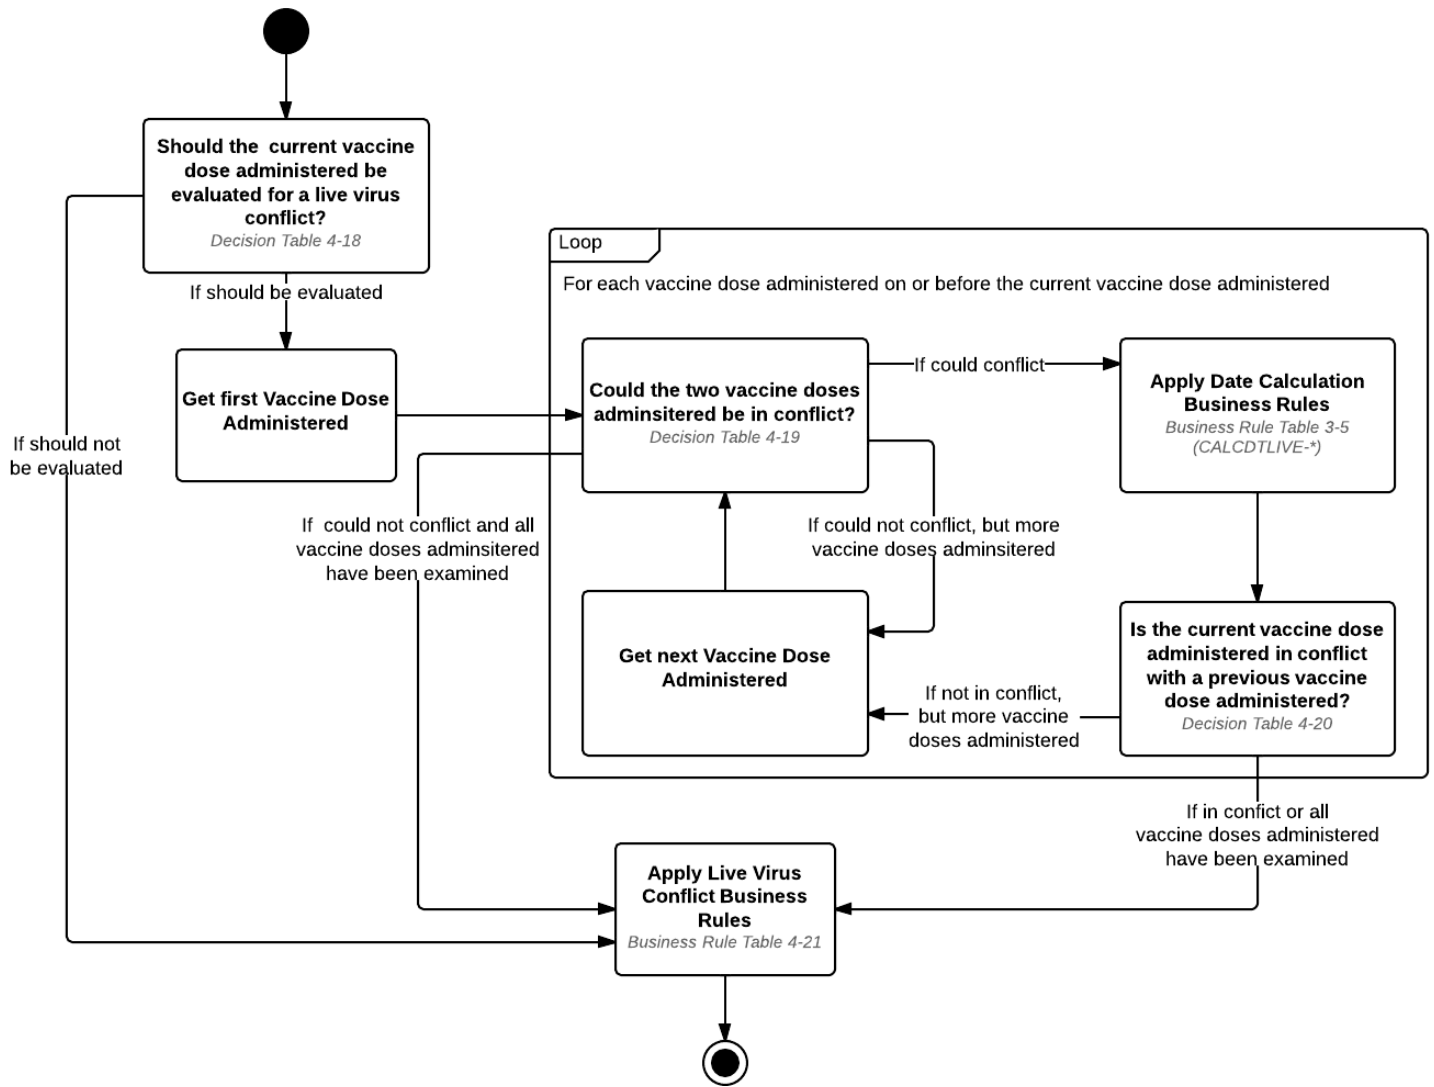 Should the current vaccine
dose administered be
evaluated for a live virus
conflict?
Decision Table 4-18
If should be evaluated
Get first Vaccine Dose
Administered
If should not
be evaluated
Loop
For each vaccine dose administered on or before the current vaccine dose administered
Could the two vaccine doses
adminsitered be in conflict?
Decision Table 4-19
If could conflict
Apply Date Calculation
Business Rules
Business Rule Table 3-5
(CALCDTLIVE-*)
If could not conflict and all
vaccine doses adminsitered
have been examined
If could not conflict, but more
vaccine doses adminsitered
Get next Vaccine Dose
Administered
If not in conflict,
but more vaccine
doses administered
Is the current vaccine dose
administered in conflict
with a previous vaccine
dose administered?
Decision Table 4-20
If in confict or all
vaccine doses administered
have been examined
Apply Live Virus
Conflict Business
Rules
Business Rule Table 4-21